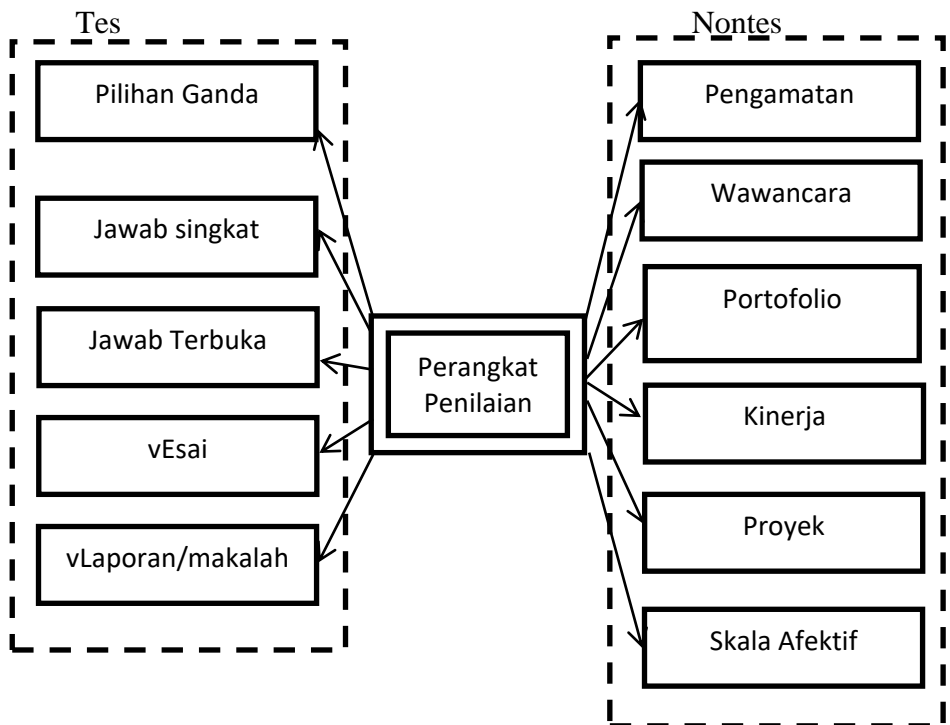 Tes
Pilihan Ganda
Jawab singkat
Jawab Terbuka
vEsai
vLaporan/makalah
Perangkat
Penilaian
Nontes
Pengamatan
Wawancara
Portofolio
Kinerja
Proyek
Skala Afektif